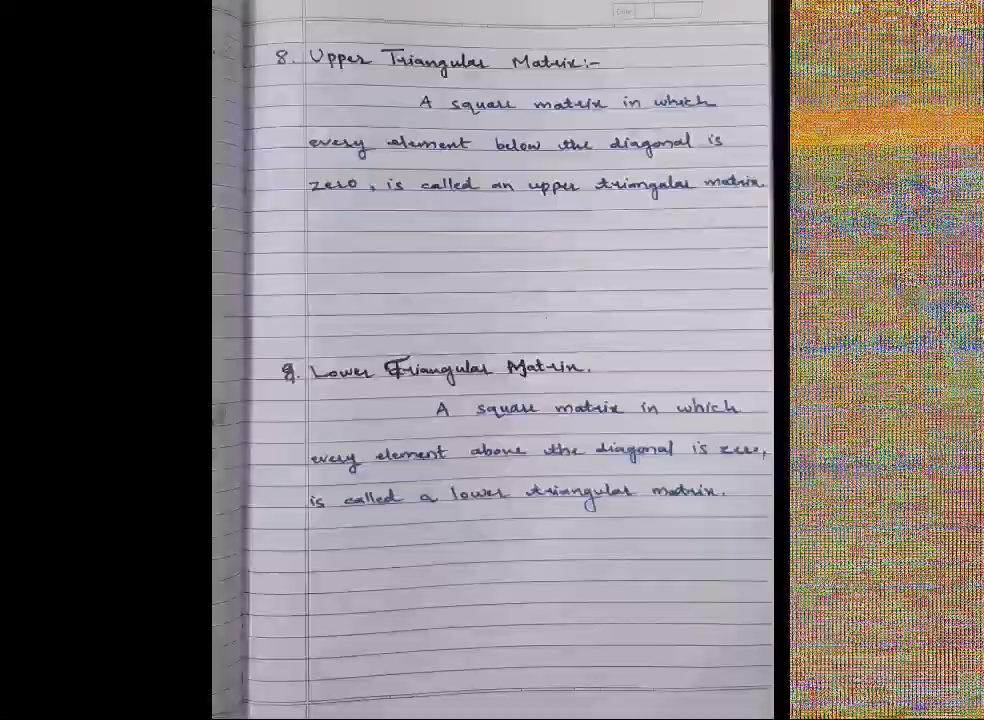 Date
8. Upper Triangular Matrix:-
A square matrix in which
every element below the diagonal is
zero, is called an upper triangular matrix.
9. Lower Triangular Matrix.
A square matrix in which
every element above the diagonal is zero,
is called a lower triangular matrix.